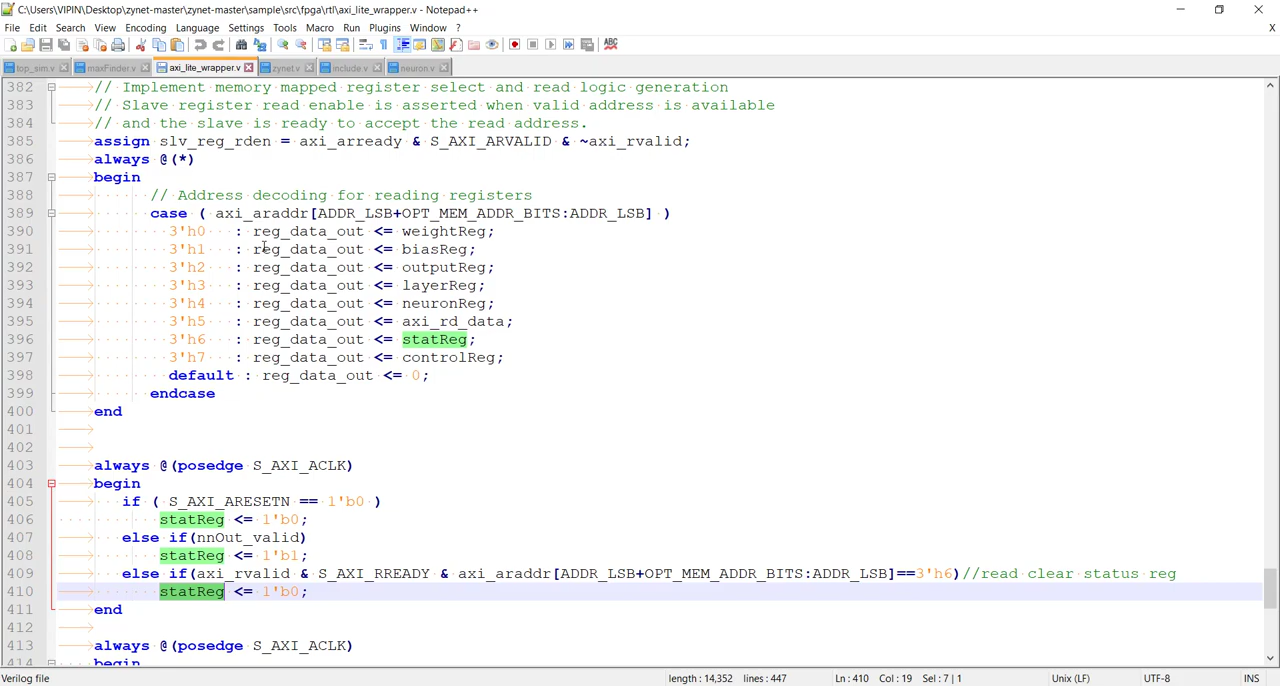 C:\Users\VIPIN\Desktop\zynet-master\zynet-master\sample\src\fpga\rtl\axi_lite_wrapper.v - Notepad++
File Edit Search View Encoding Language Settings Tools Macro Run Plugins Window ? X
top_sim.v maxFinder.v axi_lite_wrapper.v zynet.v include.v neuron.v
382 // Implement memory mapped register select and read logic generation
383 // Slave register read enable is asserted when valid address is available
384 // and the slave is ready to accept the read address.
385 assign slv_reg_rden = axi_arready & S_AXI_ARVALID & ~axi_rvalid;
386 always @(*)
387 begin
388 // Address decoding for reading registers
389 case ( axi_araddr[ADDR_LSB+OPT_MEM_ADDR_BITS:ADDR_LSB] )
390 3'h0 : reg_data_out <= weightReg;
391 3'h1 : reg_data_out <= biasReg;
392 3'h2 : reg_data_out <= outputReg;
393 3'h3 : reg_data_out <= layerReg;
394 3'h4 : reg_data_out <= neuronReg;
395 3'h5 : reg_data_out <= axi_rd_data;
396 3'h6 : reg_data_out <= statReg;
397 3'h7 : reg_data_out <= controlReg;
398 default : reg_data_out <= 0;
399 endcase
400 end
401
402
403 always @(posedge S_AXI_ACLK)
404 begin
405 if ( S_AXI_ARESETN == 1'b0 )
406 statReg <= 1'b0;
407 else if(nnOut_valid)
408 statReg <= 1'b1;
409 else if(axi_rvalid & S_AXI_RREADY & axi_araddr[ADDR_LSB+OPT_MEM_ADDR_BITS:ADDR_LSB]==3'h6)//read clear status reg
410 statReg <= 1'b0;
411 end
412
413 always @(posedge S_AXI_ACLK)
414 begin
Verilog file length : 14,352 lines : 447 Ln : 410 Col : 19 Sel : 7 | 1 Unix (LF) UTF-8 INS